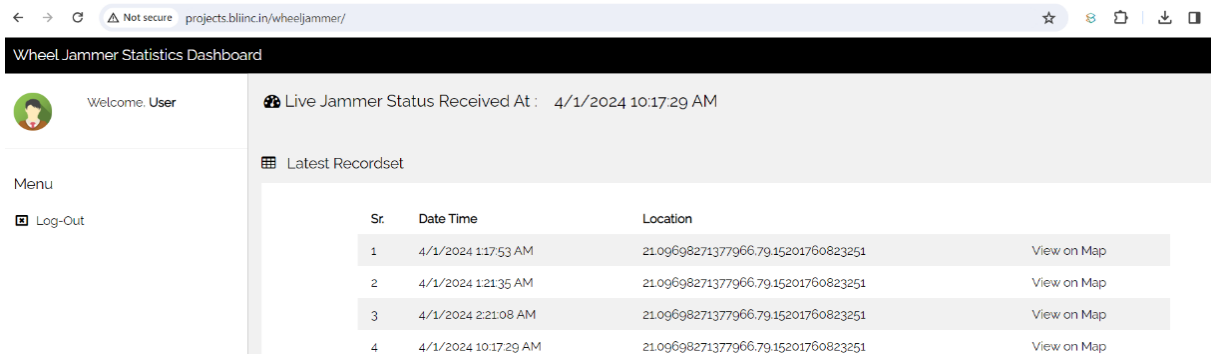 Not secure projects.bliinc.in/wheeljammer/
Wheel Jammer Statistics Dashboard
Welcome. User
Live Jammer Status Received At : 4/1/2024 10:17:29 AM
Latest Recordset
Menu
Log-Out
Sr. Date Time Location
1 4/1/2024 1:17:53 AM 21.09698271377966,79.15201760823251 View on Map
2 4/1/2024 1:21:35 AM 21.09698271377966,79.15201760823251 View on Map
3 4/1/2024 2:21:08 AM 21.09698271377966,79.15201760823251 View on Map
4 4/1/2024 10:17:29 AM 21.09698271377966,79.15201760823251 View on Map